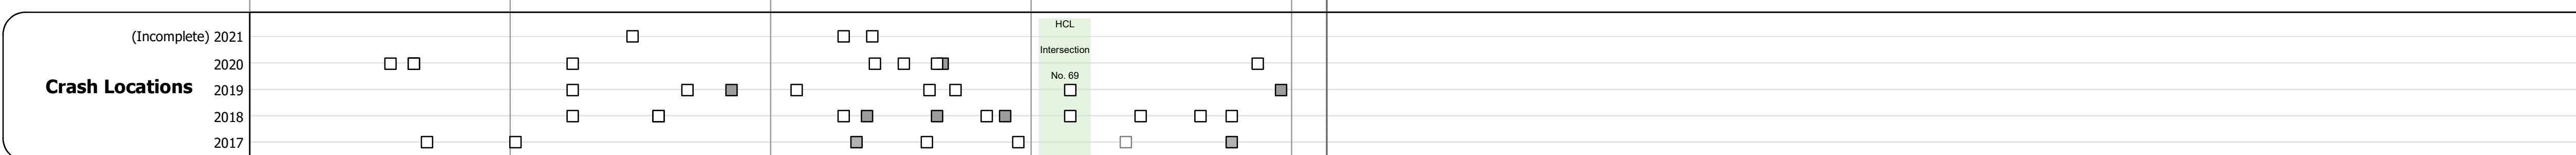 HCL
(Incomplete) 2021
Intersection
2020
No. 69
Crash Locations
2019
2018
2017